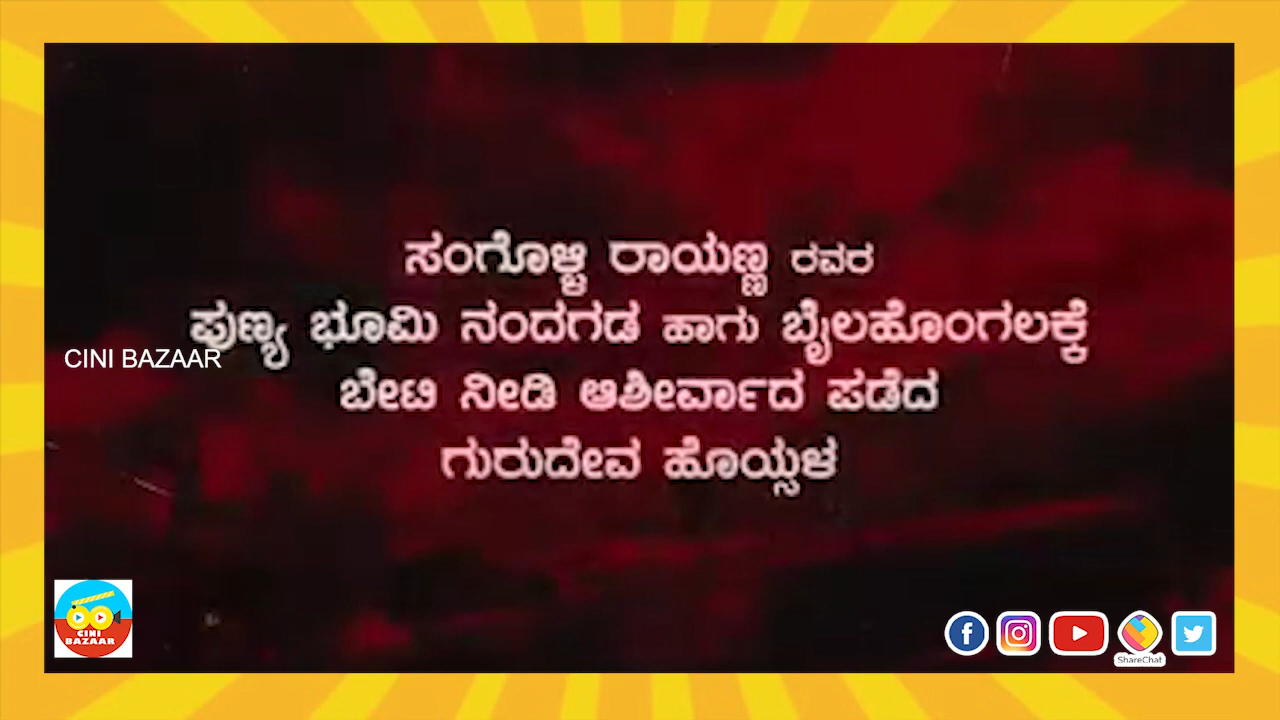 ಸಂಗೊಳ್ಳಿ ರಾಯಣ್ಣ ರವರ
ಪುಣ್ಯ ಭೂಮಿ ನಂದಗಡ ಹಾಗು ಬೈಲಹೊಂಗಲಕ್ಕೆ
CINI BAZAAR
ಬೇಟಿ ನೀಡಿ ಆಶೀರ್ವಾದ ಪಡೆದ
ಗುರುದೇವ ಹೊಯ್ಸಳ
CINI
BAZAAR
ShareChat